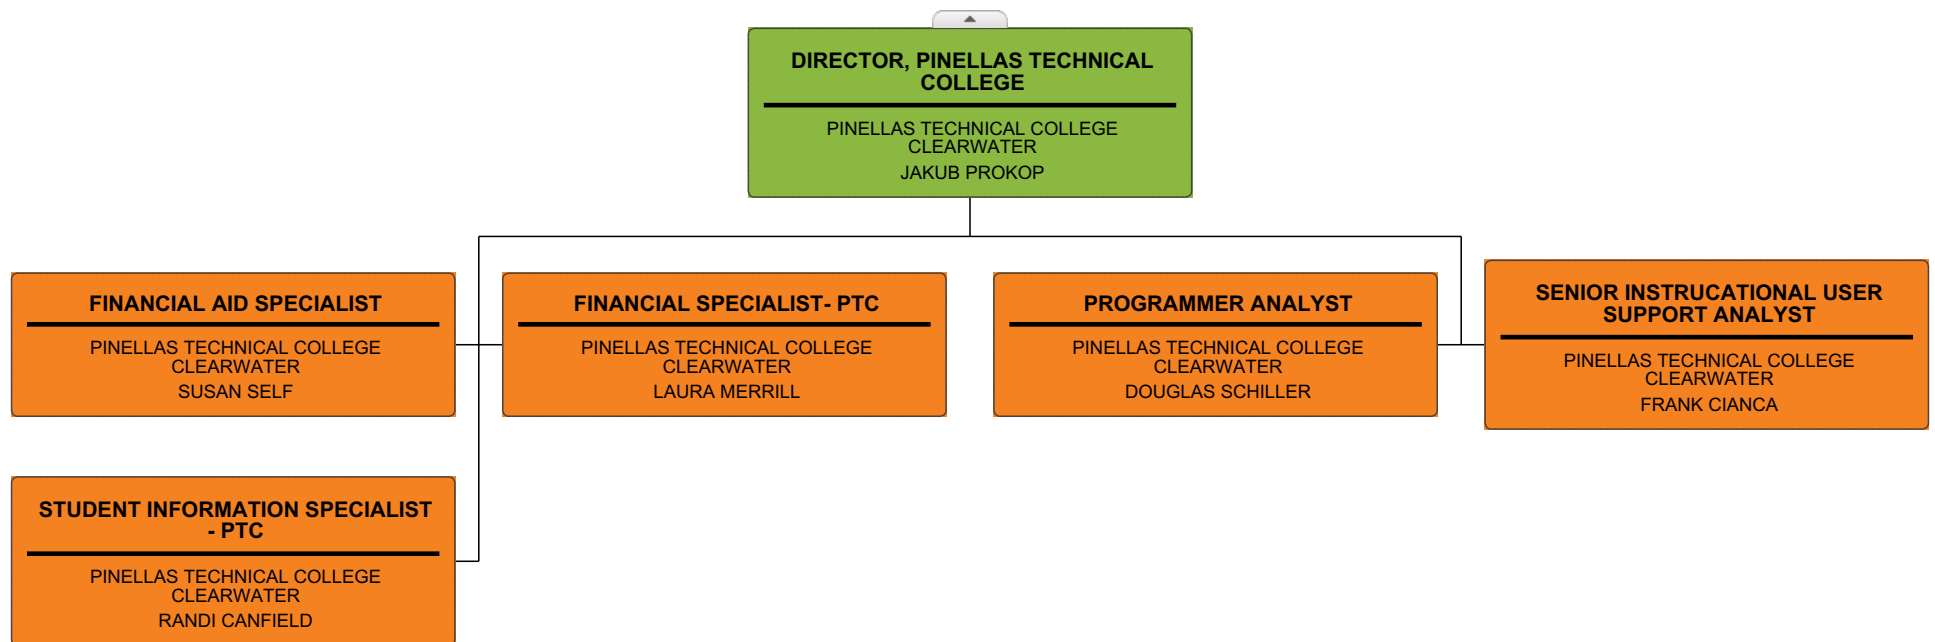 DIRECTOR, PINELLAS TECHNICAL
COLLEGE
PINELLAS TECHNICAL COLLEGE
CLEARWATER
JAKUB PROKOP
FINANCIAL AID SPECIALIST
PINELLAS TECHNICAL COLLEGE
CLEARWATER
SUSAN SELF
FINANCIAL SPECIALIST- PTC
PINELLAS TECHNICAL COLLEGE
CLEARWATER
LAURA MERRILL
PROGRAMMER ANALYST
PINELLAS TECHNICAL COLLEGE
CLEARWATER
DOUGLAS SCHILLER
SENIOR INSTRUCATIONAL USER
SUPPORT ANALYST
PINELLAS TECHNICAL COLLEGE
CLEARWATER
FRANK CIANCA
STUDENT INFORMATION SPECIALIST
- PTC
PINELLAS TECHNICAL COLLEGE
CLEARWATER
RANDI CANFIELD